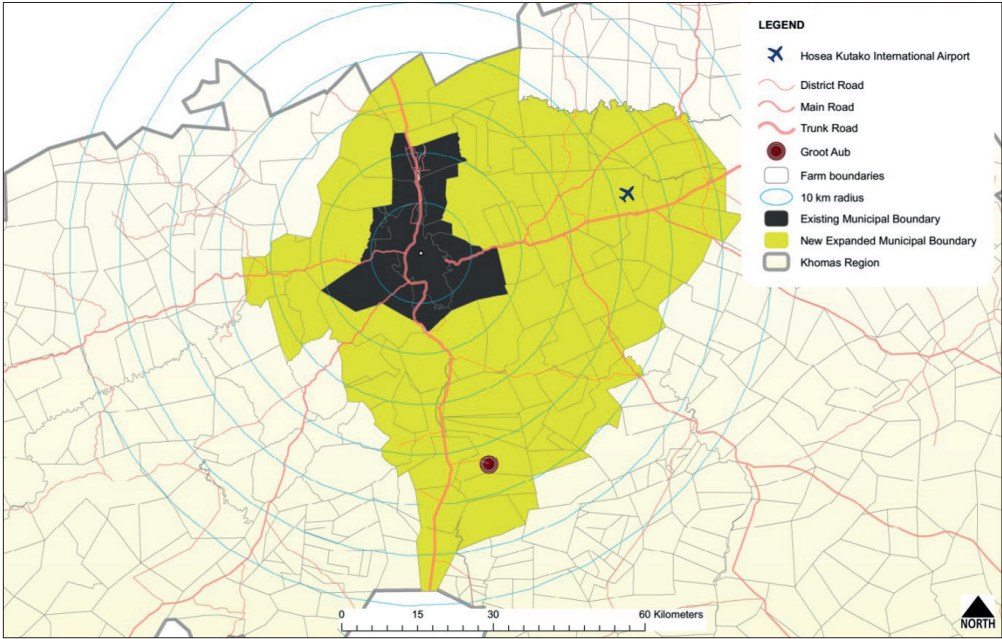 LEGEND
Hosea Kutako International Airport
District Road
Main Road
Trunk Road
Groot Aub
Farm boundaries
10 km radius
Existing Municipal Boundary
New Expanded Municipal Boundary
Khomas Region
0 15 30 60 Kilometers
NORTH